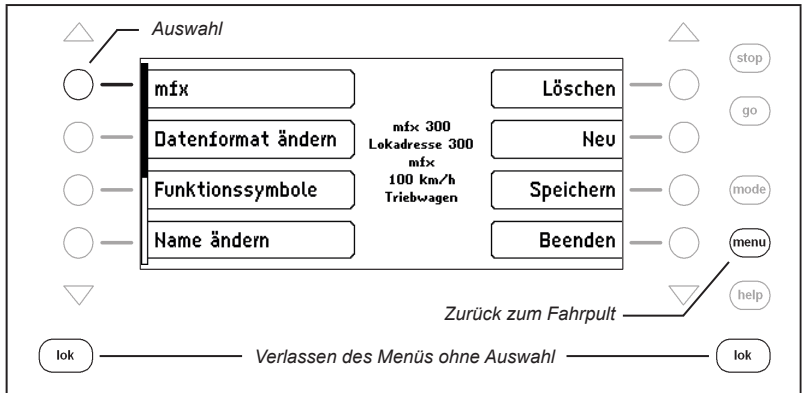 Auswahl
stop
mfx
Löschen
go
Datenformat ändern
mfx 300
Lokadresse 300
mfx
100 km/h
Triebwagen
Neu
Funktionssymbole
Speichern
mode
Name ändern
Beenden
menu
help
Zurück zum Fahrpult
lok
Verlassen des Menüs ohne Auswahl
lok